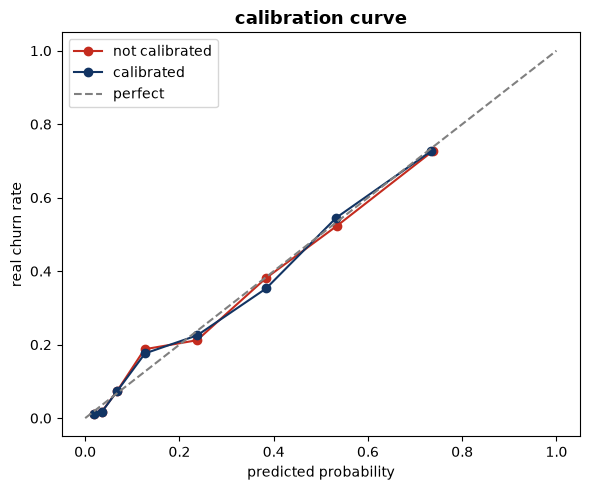 calibration curve
not calibrated
calibrated
perfect
1.0
0.8
0.6
0.4
0.2
0.0
real churn rate
0.0 0.2 0.4 0.6 0.8 1.0
predicted probability